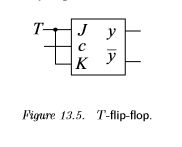 T J y
c
K y̅
Figure 13.5. T-flip-flop.